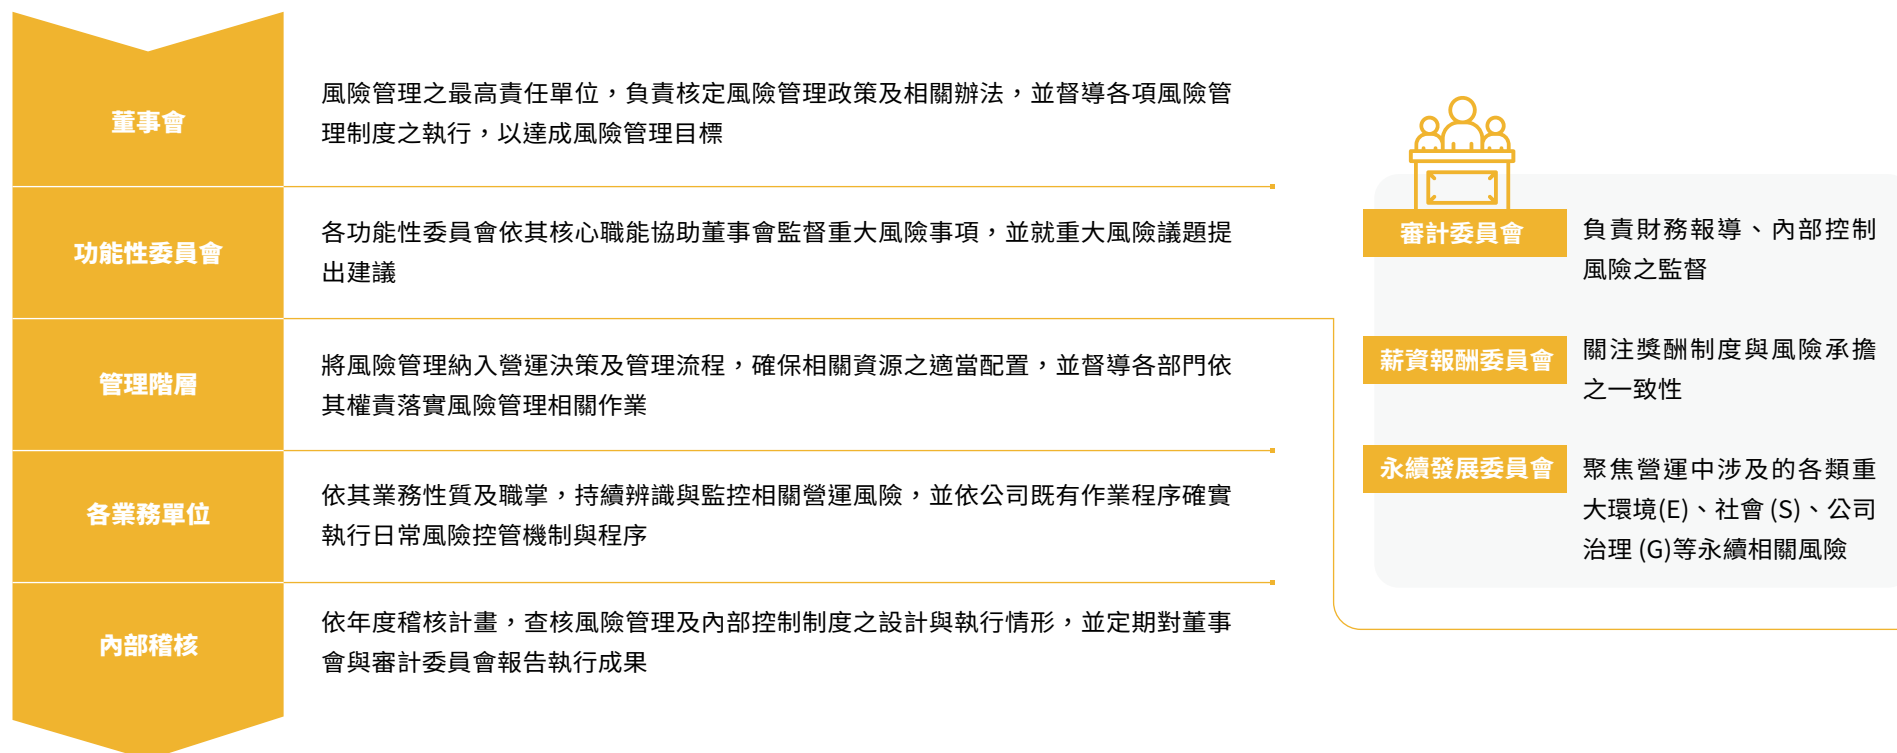 董事會
風險管理之最高責任單位，負責核定風險管理政策及相關辦法，並督導各項風險管
理制度之執行，以達成風險管理目標
功能性委員會
各功能性委員會依其核心職能協助董事會監督重大風險事項，並就重大風險議題提
出建議
管理階層
將風險管理納入營運決策及管理流程，確保相關資源之適當配置，並督導各部門依
其權責落實風險管理相關作業
各業務單位
依其業務性質及職掌，持續辨識與監控相關營運風險，並依公司既有作業程序確實
執行日常風險控管機制與程序
內部稽核
依年度稽核計畫，查核風險管理及內部控制制度之設計與執行情形，並定期對董事
會與審計委員會報告執行成果
審計委員會
負責財務報導、內部控制
風險之監督
薪資報酬委員會
關注獎酬制度與風險承擔
之一致性
永續發展委員會
聚焦營運中涉及的各類重
大環境(E)、社會 (S)、公司
治理 (G)等永續相關風險